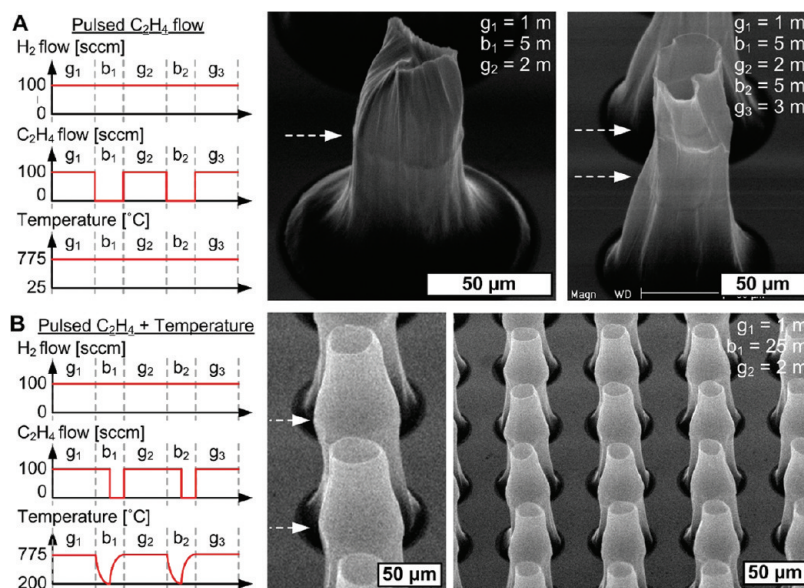 A Pulsed C₂H₄ flow
H₂ flow [sccm]
g₁ b₁ g₂ b₂ g₃
100
0
C₂H₄ flow [sccm]
g₁ b₁ g₂ b₂ g₃
100
0
Temperature [˚C]
g₁ b₁ g₂ b₂ g₃
775
25
g₁ = 1 m
b₁ = 5 m
g₂ = 2 m
50 µm
g₁ = 1 m
b₁ = 5 m
g₂ = 2 m
b₂ = 5 m
g₃ = 3 m
50 µm
Magn WD
B Pulsed C₂H₄ + Temperature
H₂ flow [sccm]
g₁ b₁ g₂ b₂ g₃
100
0
C₂H₄ flow [sccm]
g₁ b₁ g₂ b₂ g₃
100
0
Temperature [˚C]
g₁ b₁ g₂ b₂ g₃
775
200
50 µm
g₁ = 1 m
b₁ = 25 m
g₂ = 2 m
50 µm